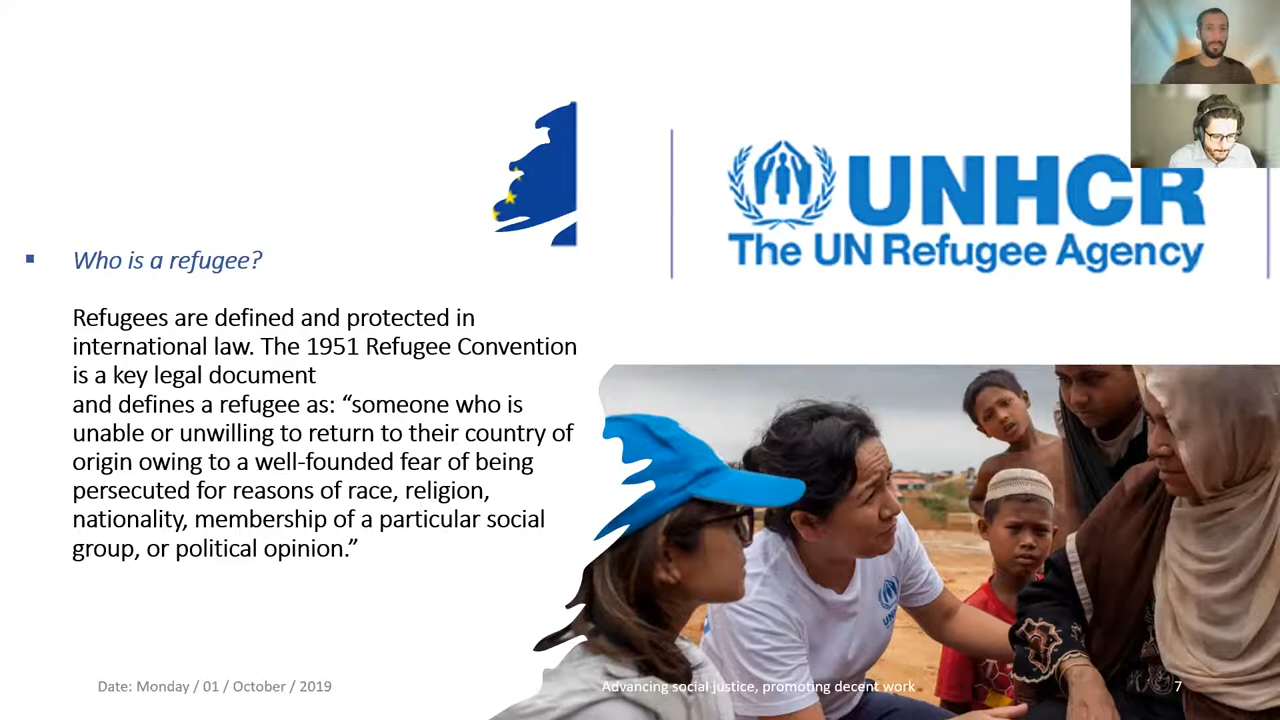 UNHCR
The UN Refugee Agency
Who is a refugee?
Refugees are defined and protected in
international law. The 1951 Refugee Convention
is a key legal document
and defines a refugee as: “someone who is
unable or unwilling to return to their country of
origin owing to a well-founded fear of being
persecuted for reasons of race, religion,
nationality, membership of a particular social
group, or political opinion.”
UNH
Date: Monday / 01 / October / 2019
Advancing social justice, promoting decent work
7